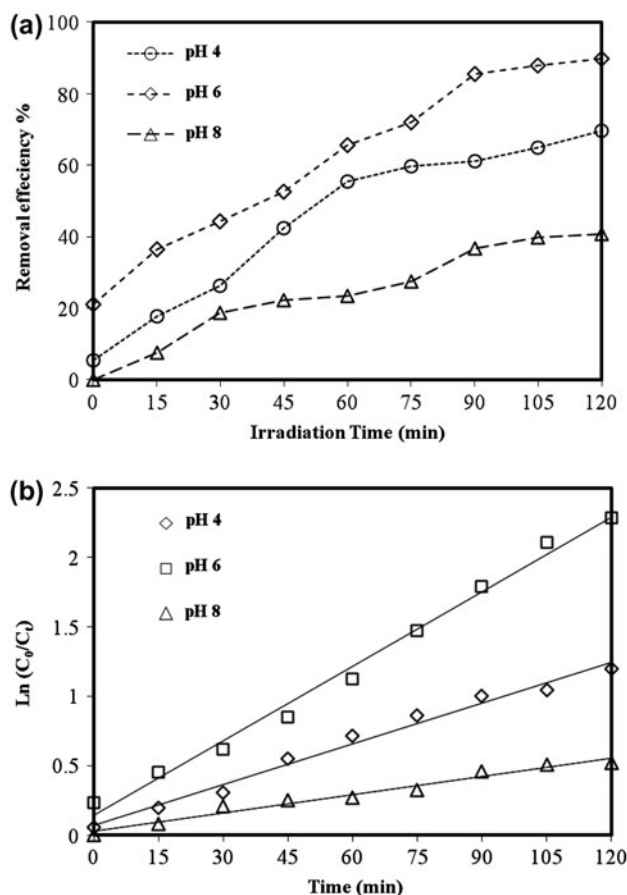 (a)
100
80
60
40
20
0
Removal effeciency %
pH 4
pH 6
pH 8
0 15 30 45 60 75 90 105 120
Irradiation Time (min)
(b)
2.5
2
1.5
1
0.5
0
Ln (C₀/Cₜ)
pH 4
pH 6
pH 8
0 15 30 45 60 75 90 105 120
Time (min)